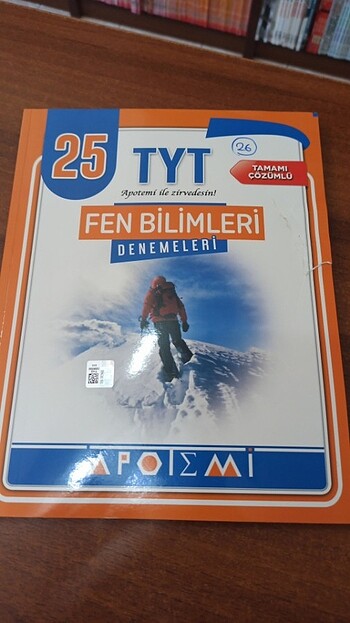 25
TYT
26
Apotemi ile zirvedesin!
TAMAMI
ÇÖZÜMLÜ
FEN BİLİMLERİ
DENEMELERİ
APOTEMİ